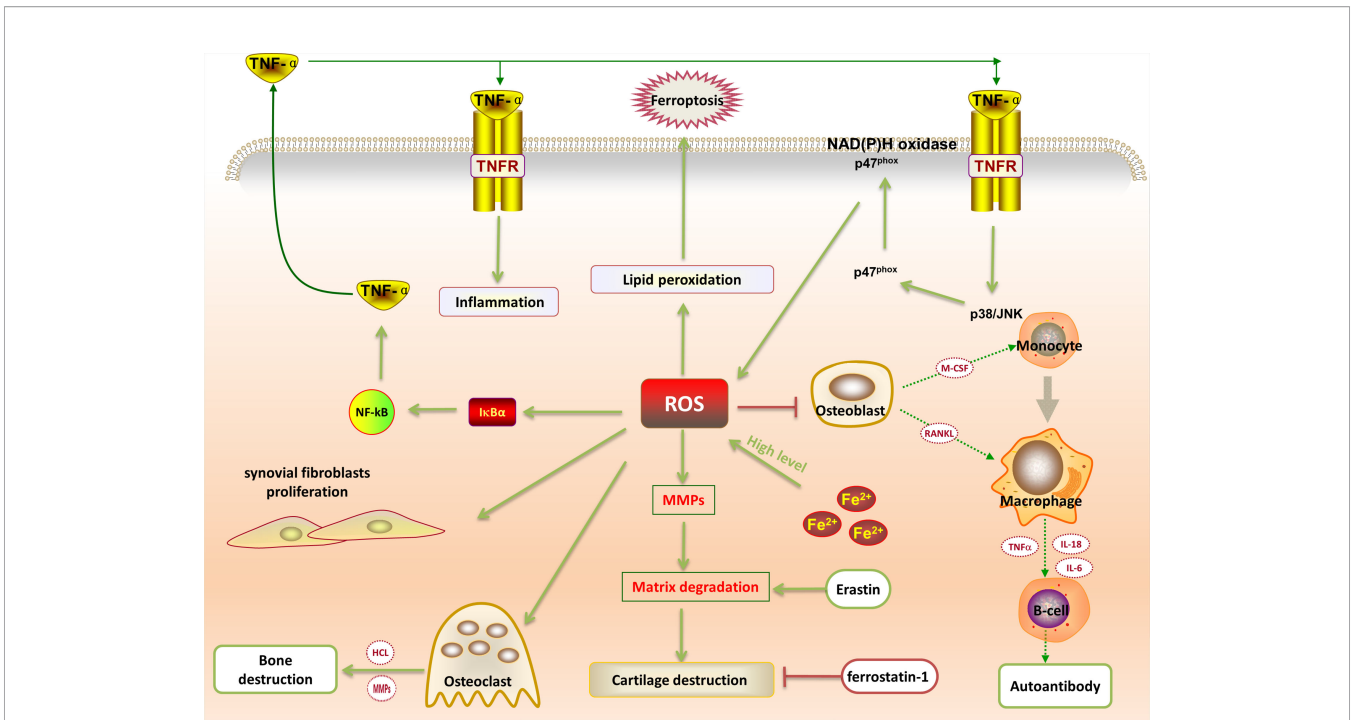 TNF- α
TNF- α
Ferroptosis
TNF- α
NAD(P)H oxidase
p47phox
TNFR
TNFR
p47phox
Lipid peroxidation
TNF- α
Inflammation
p38/JNK
Monocyte
M-CSF
ROS
Osteoblast
NF-kB
IκBα
RANKL
High level
synovial fibroblasts
proliferation
MMPs
Fe2+
Fe2+
Fe2+
Macrophage
TNFα
IL-18
IL-6
Matrix degradation
Erastin
B-cell
Bone
destruction
HCL
MMPs
Osteoclast
Cartilage destruction
ferrostatin-1
Autoantibody